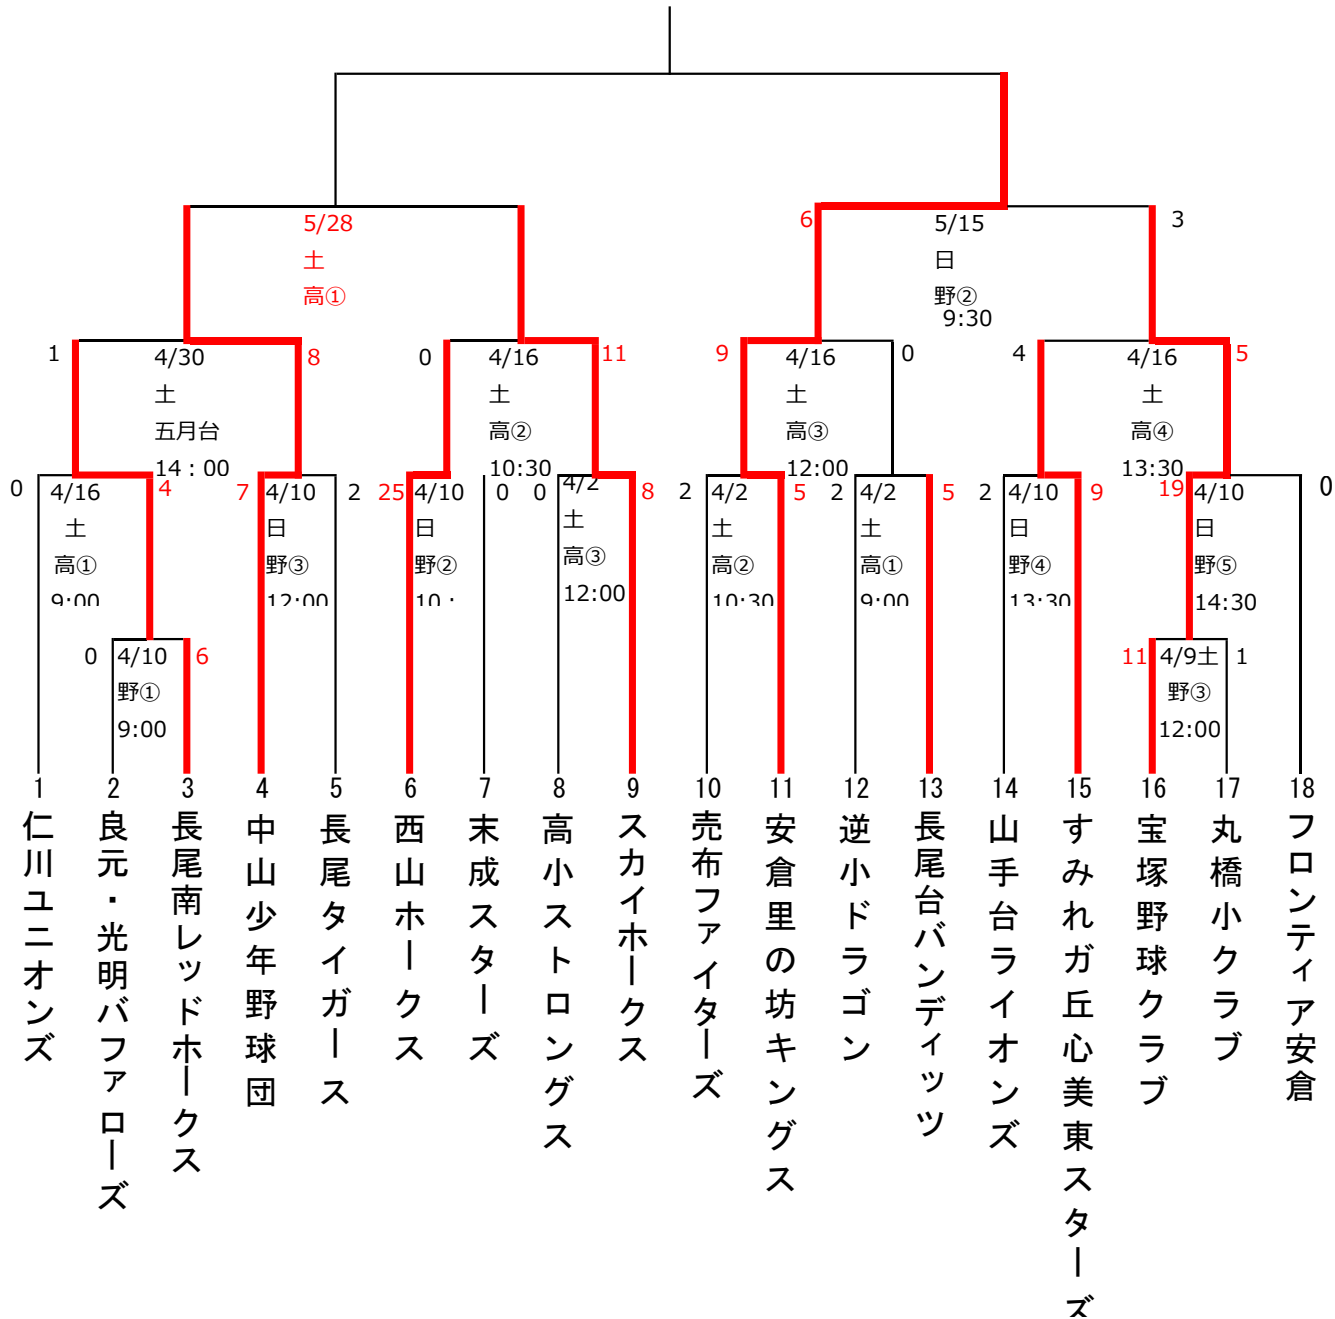 5/28
土
高①
6
5/15
日
野②
9:30
3
1
4/30
土
五月台
14：00
8
0
4/16
土
高②
10:30
11
9
4/16
土
高③
12:00
0
4
4/16
土
高④
13:30
5
0
4/16
土
高①
9:00
4
7
4/10
日
野③
12:00
2
25
4/10
日
野②
10：
0
0
4/2
土
高③
12:00
8
2
4/2
土
高②
10:30
5
2
4/2
土
高①
9:00
5
2
4/10
日
野④
13:30
9
19
4/10
日
野⑤
14:30
0
0
4/10
野①
9:00
6
11
4/9土
野③
12:00
1
1
仁川ユニオンズ
2
良元・光明バファローズ
3
長尾南レッドホークス
4
中山少年野球団
5
長尾タイガース
6
西山ホークス
7
末成スターズ
8
高小ストロングス
9
スカイホークス
10
売布ファイターズ
11
安倉里の坊キングス
12
逆小ドラゴン
13
長尾台バンディッツ
14
山手台ライオンズ
15
すみれガ丘心美東スターズ
16
宝塚野球クラブ
17
丸橋小クラブ
18
フロンティア安倉